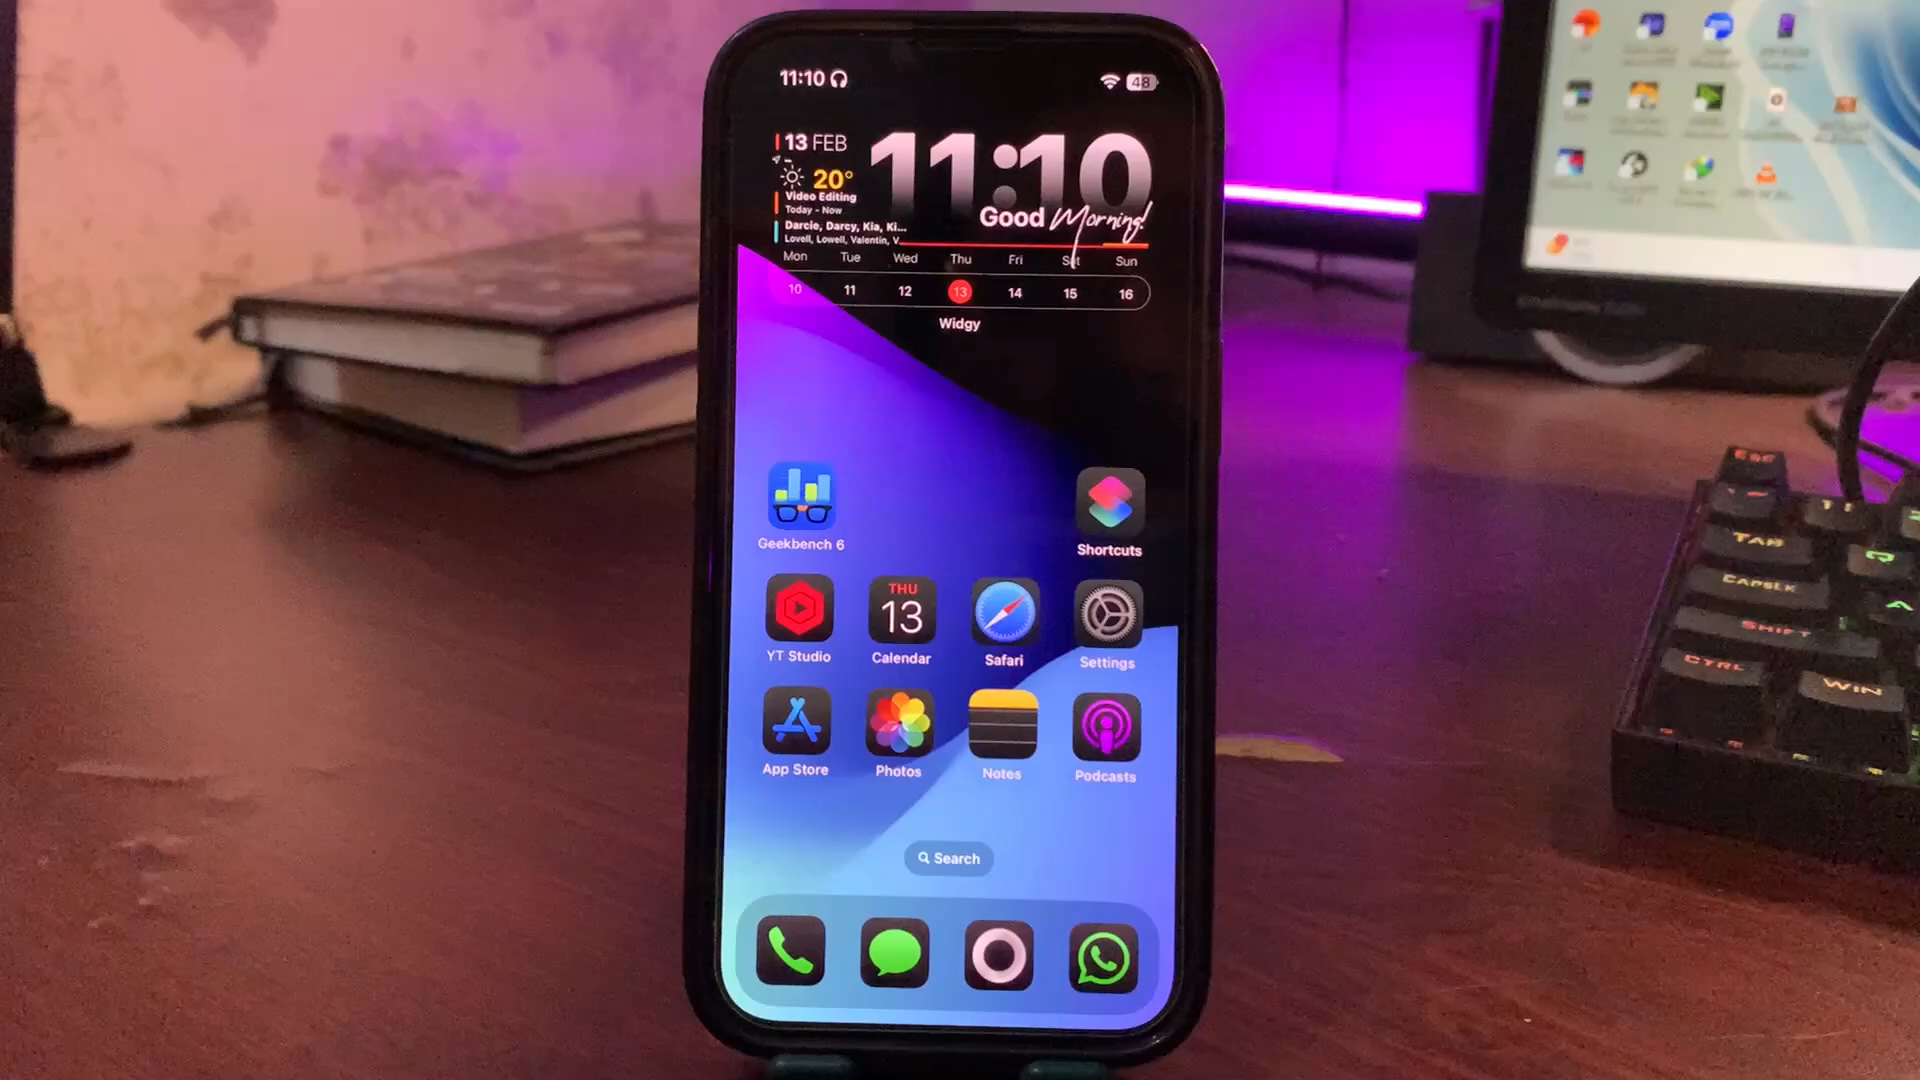 11:10
48
13 FEB
11:10
20°
Video Editing
Today - Now
Good Morning!
Darcie, Darcy, Kia, Ki...
Lovell, Lowell, Valentin, V
Mon Tue Wed Thu Fri Sat Sun
10 11 12 13 14 15 16
Widgy
Geekbench 6
Shortcuts
THU
13
YT Studio
Calendar
Safari
Settings
App Store
Photos
Notes
Podcasts
Search
ESC
TAB
CAPSLK
A
SHIFT
CTRL
WIN